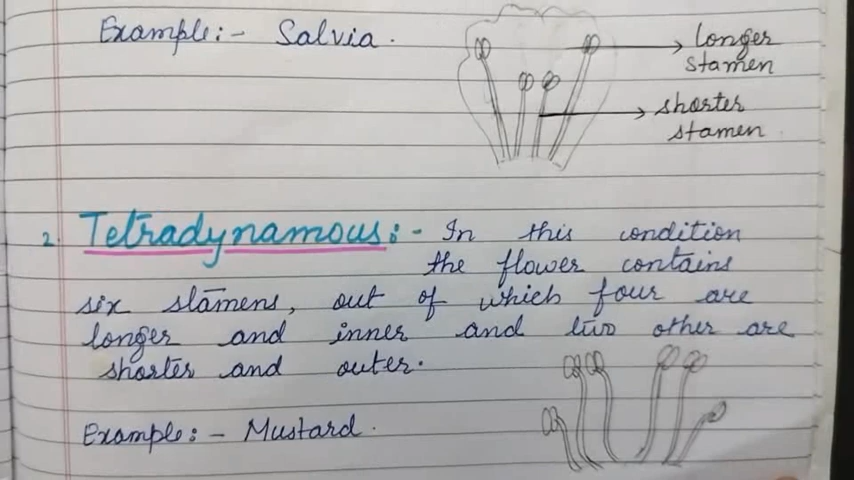 Example:- Salvia.
longer
stamen
shorter
stamen
2. Tetradynamous:- In this condition
the flower contains
six stamens, out of which four are
longer and inner and two other are
shorter and outer.
Example:- Mustard.